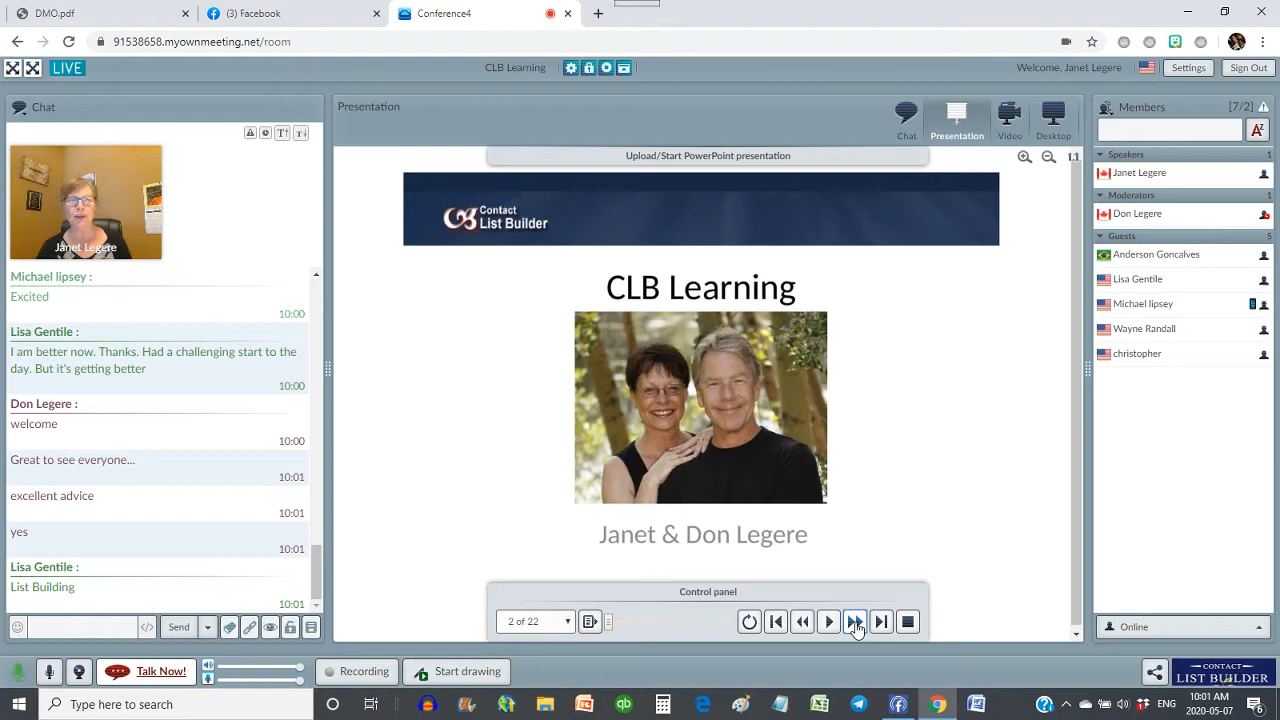 DMO.pdf
(3) Facebook
Conference4
91538658.myownmeeting.net/room
LIVE
CLB Learning
Welcome, Janet Legere
Settings
Sign Out
Chat
Janet Legere
Michael lipsey :
Excited
10:00
Lisa Gentile :
I am better now. Thanks. Had a challenging start to the
day. But it's getting better
10:00
Don Legere :
welcome
10:00
Great to see everyone...
10:01
excellent advice
10:01
yes
10:01
Lisa Gentile :
List Building
10:01
Send
Presentation
Chat
Presentation
Video
Desktop
Upload/Start PowerPoint presentation
1:1
Contact
List Builder
CLB Learning
Janet & Don Legere
Control panel
2 of 22
Members
[7/2]
Speakers
1
Janet Legere
Moderators
1
Don Legere
Guests
5
Anderson Goncalves
Lisa Gentile
Michael lipsey
Wayne Randall
christopher
Online
Talk Now!
Recording
Start drawing
CONTACT
LIST BUILDER
Type here to search
ENG
10:01 AM
2020-05-07